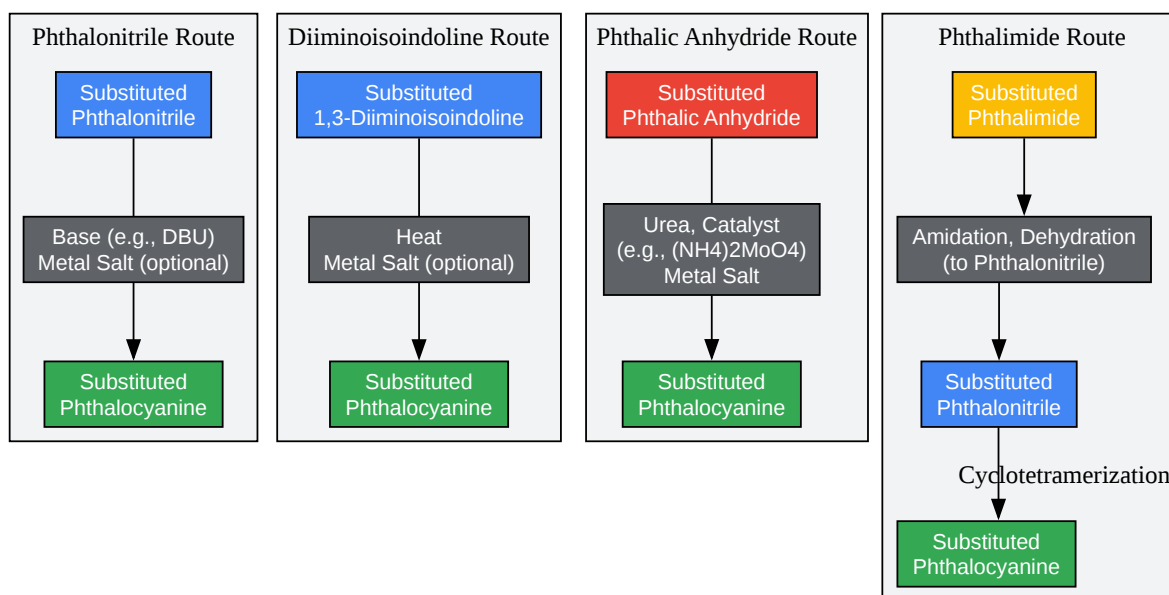 Phthalonitrile Route
Substituted
Phthalonitrile
Base (e.g., DBU)
Metal Salt (optional)
Substituted
Phthalocyanine
Diiminoisoindoline Route
Substituted
1,3-Diiminoisoindoline
Heat
Metal Salt (optional)
Substituted
Phthalocyanine
Phthalic Anhydride Route
Substituted
Phthalic Anhydride
Urea, Catalyst
(e.g., (NH4)2MoO4)
Metal Salt
Substituted
Phthalocyanine
Phthalimide Route
Substituted
Phthalimide
Amidation, Dehydration
(to Phthalonitrile)
Substituted
Phthalonitrile
Cyclotetramerization
Substituted
Phthalocyanine